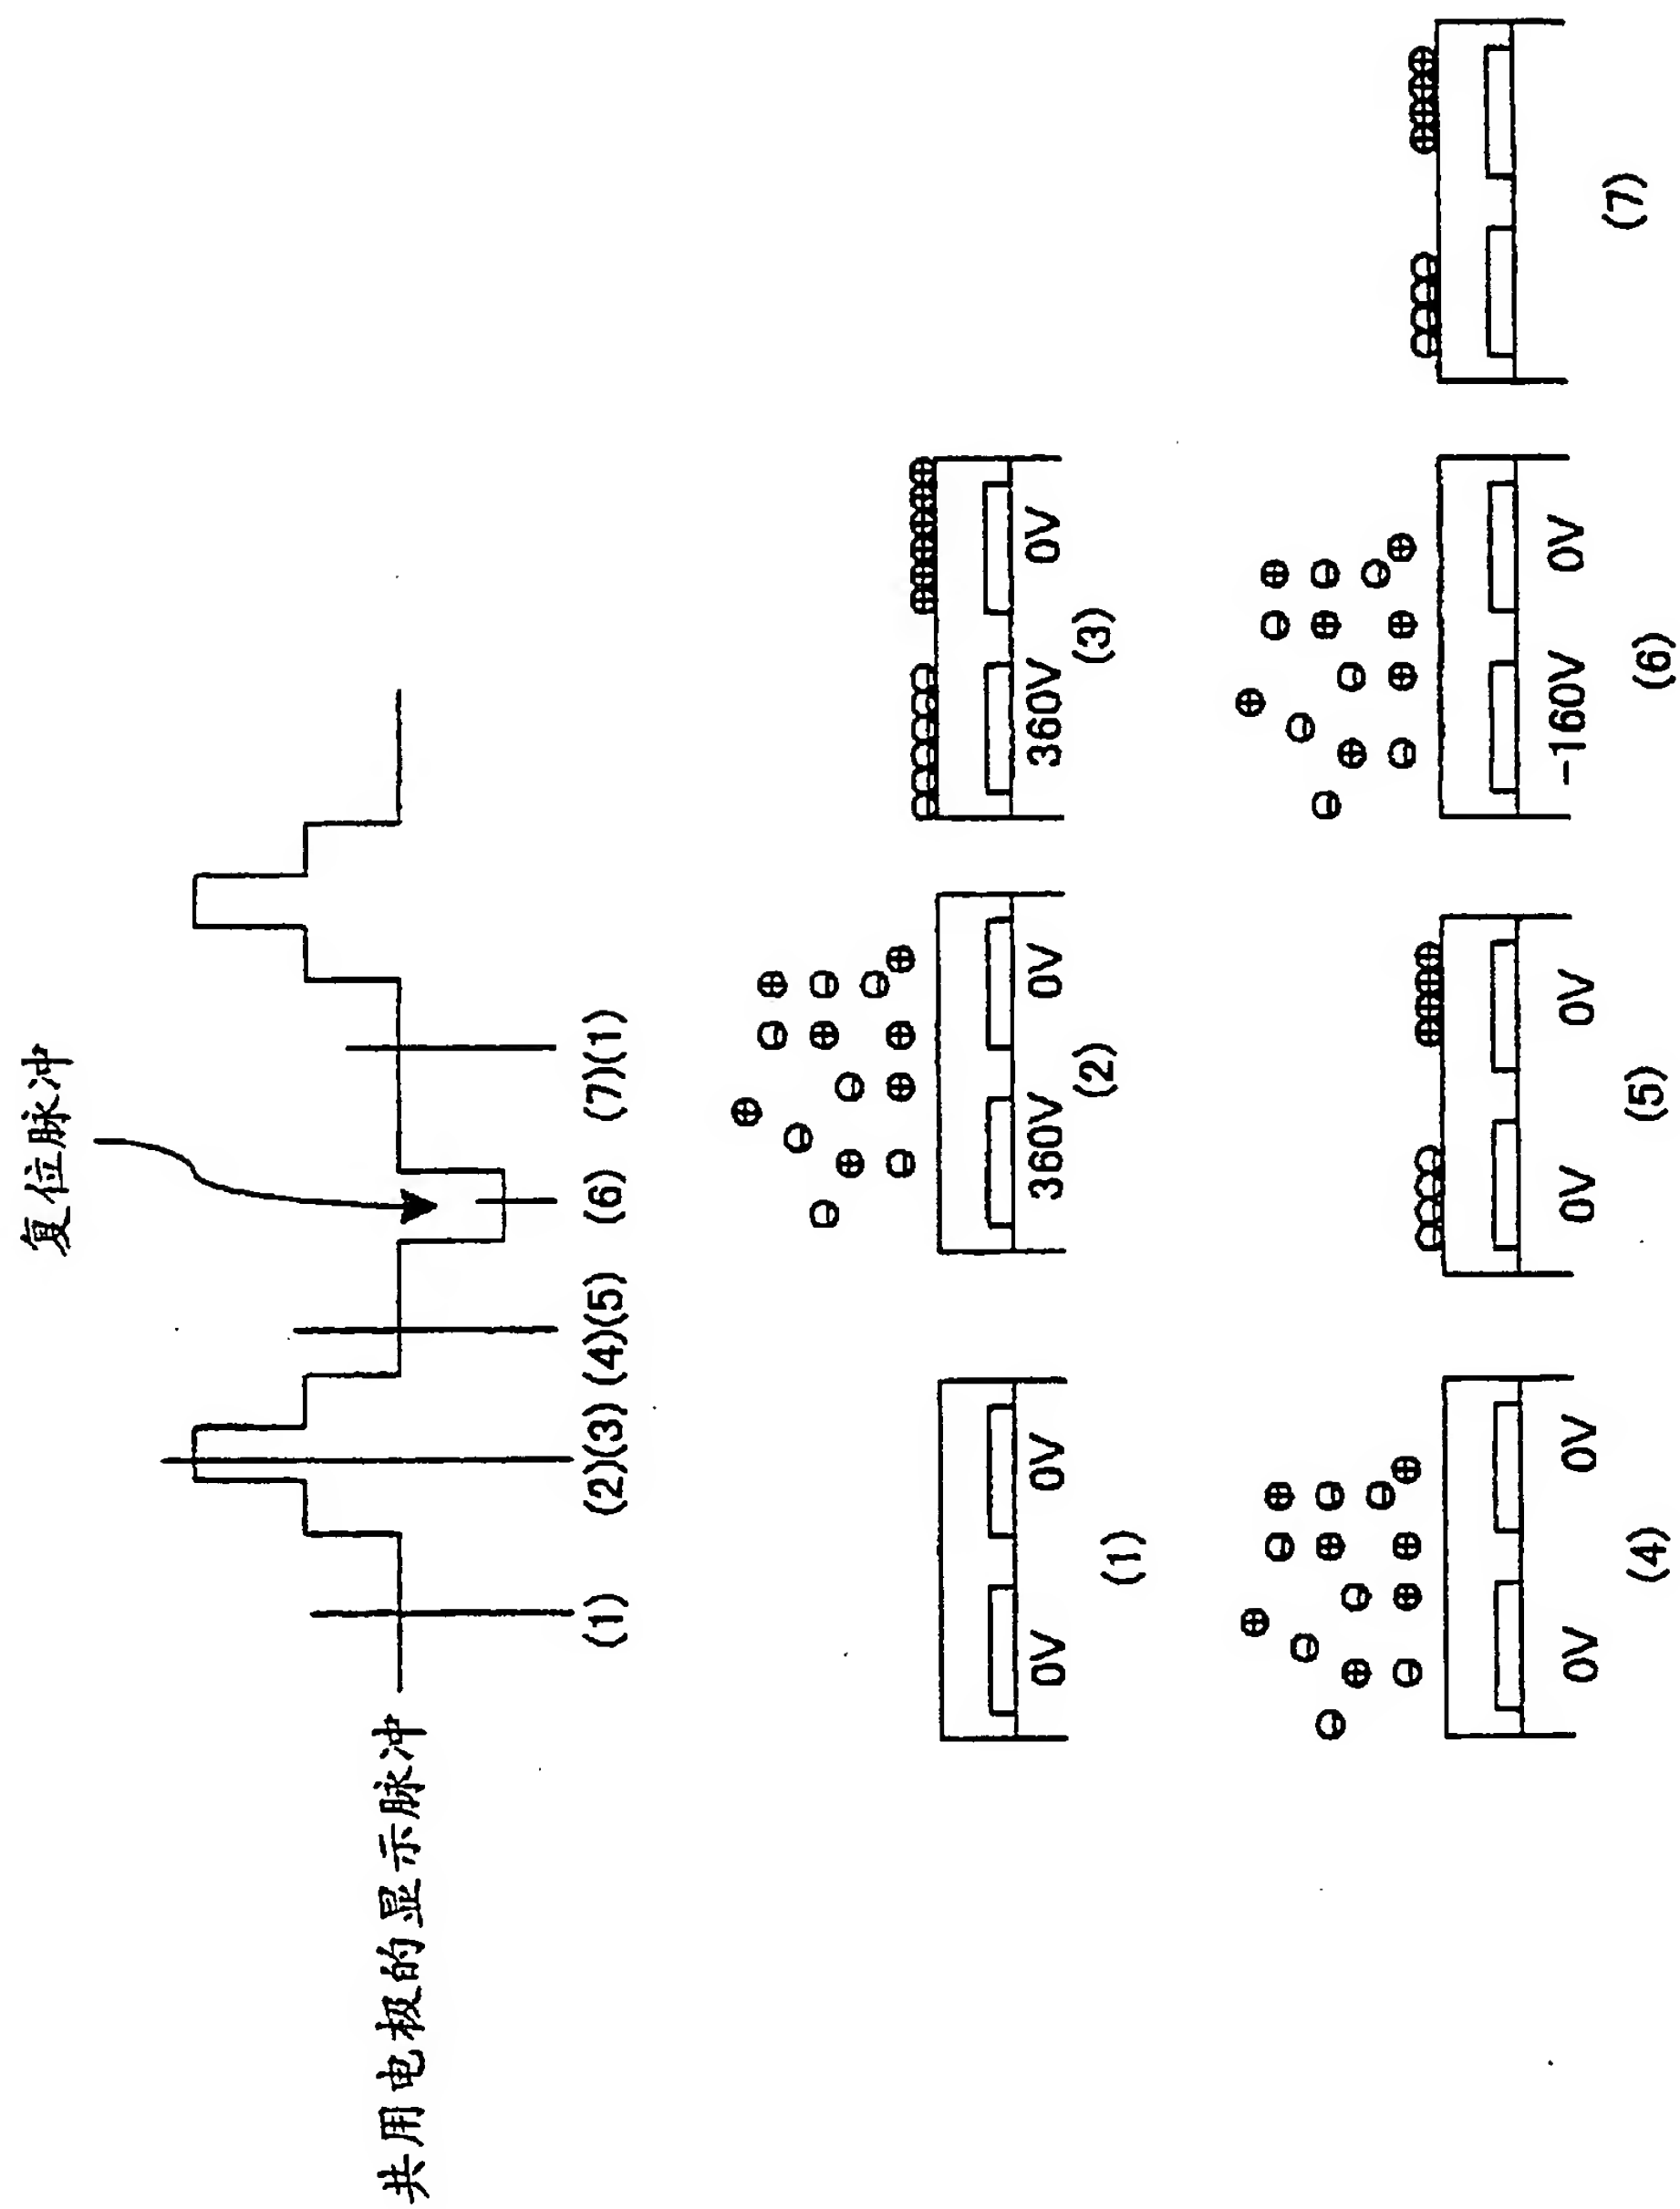 复位脉冲
共用电极的显示脉冲
(1)
(2)(3)
(4)(5)
(6)
(7)(1)
0V
0V
(1)
360V
0V
(2)
360V
0V
(3)
0V
0V
(4)
0V
0V
(5)
-160V
0V
(6)
(7)